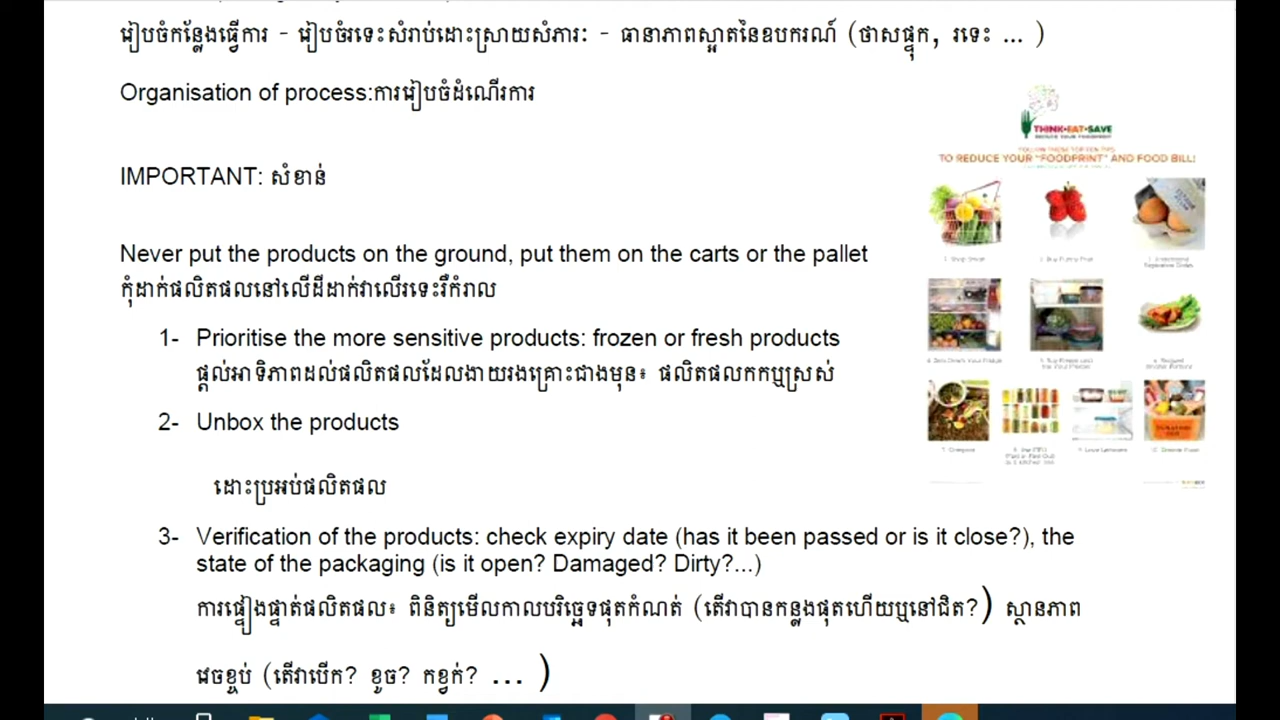 រៀបចំកន្លែងធ្វើការ - រៀបចំរទេះសំរាប់ដោះស្រាយសំភារៈ - ធានាភាពស្អាតនៃឧបករណ៍ (ថាសផ្ទុក, រទេះ ... )
Organisation of process:ការរៀបចំដំណើរការ
IMPORTANT: សំខាន់
Never put the products on the ground, put them on the carts or the pallet
កុំដាក់ផលិតផលនៅលើដីដាក់វាលើរទេះរឺកំរាល
1- Prioritise the more sensitive products: frozen or fresh products
ផ្តល់អាទិភាពដល់ផលិតផលដែលងាយរងគ្រោះជាងមុន៖ ផលិតផលកកឬស្រស់
2- Unbox the products
ដោះប្រអប់ផលិតផល
3- Verification of the products: check expiry date (has it been passed or is it close?), the
state of the packaging (is it open? Damaged? Dirty?...)
ការផ្ទៀងផ្ទាត់ផលិតផល៖ ពិនិត្យមើលកាលបរិច្ឆេទផុតកំណត់ (តើវាបានកន្លងផុតហើយឬនៅជិត?) ស្ថានភាព
វេចខ្ចប់ (តើវាបើក? ខូច? កខ្វក់? ... )
THINK•EAT•SAVE
TO REDUCE YOUR "FOODPRINT" AND FOOD BILL!